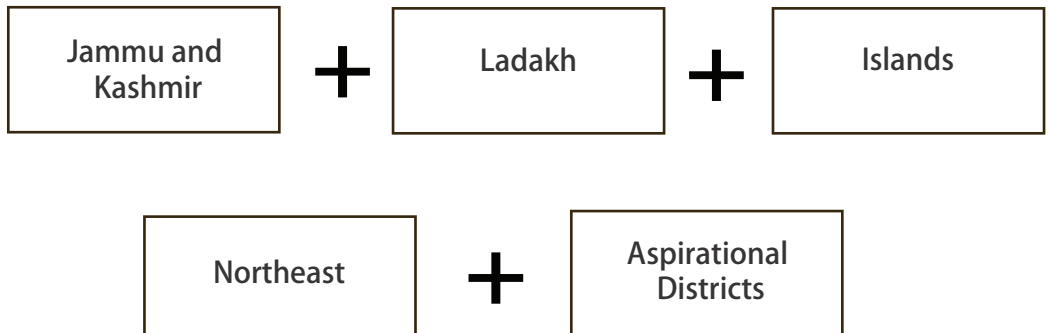 Jammu and
Kashmir
+
Ladakh
+
Islands
Northeast
+
Aspirational
Districts